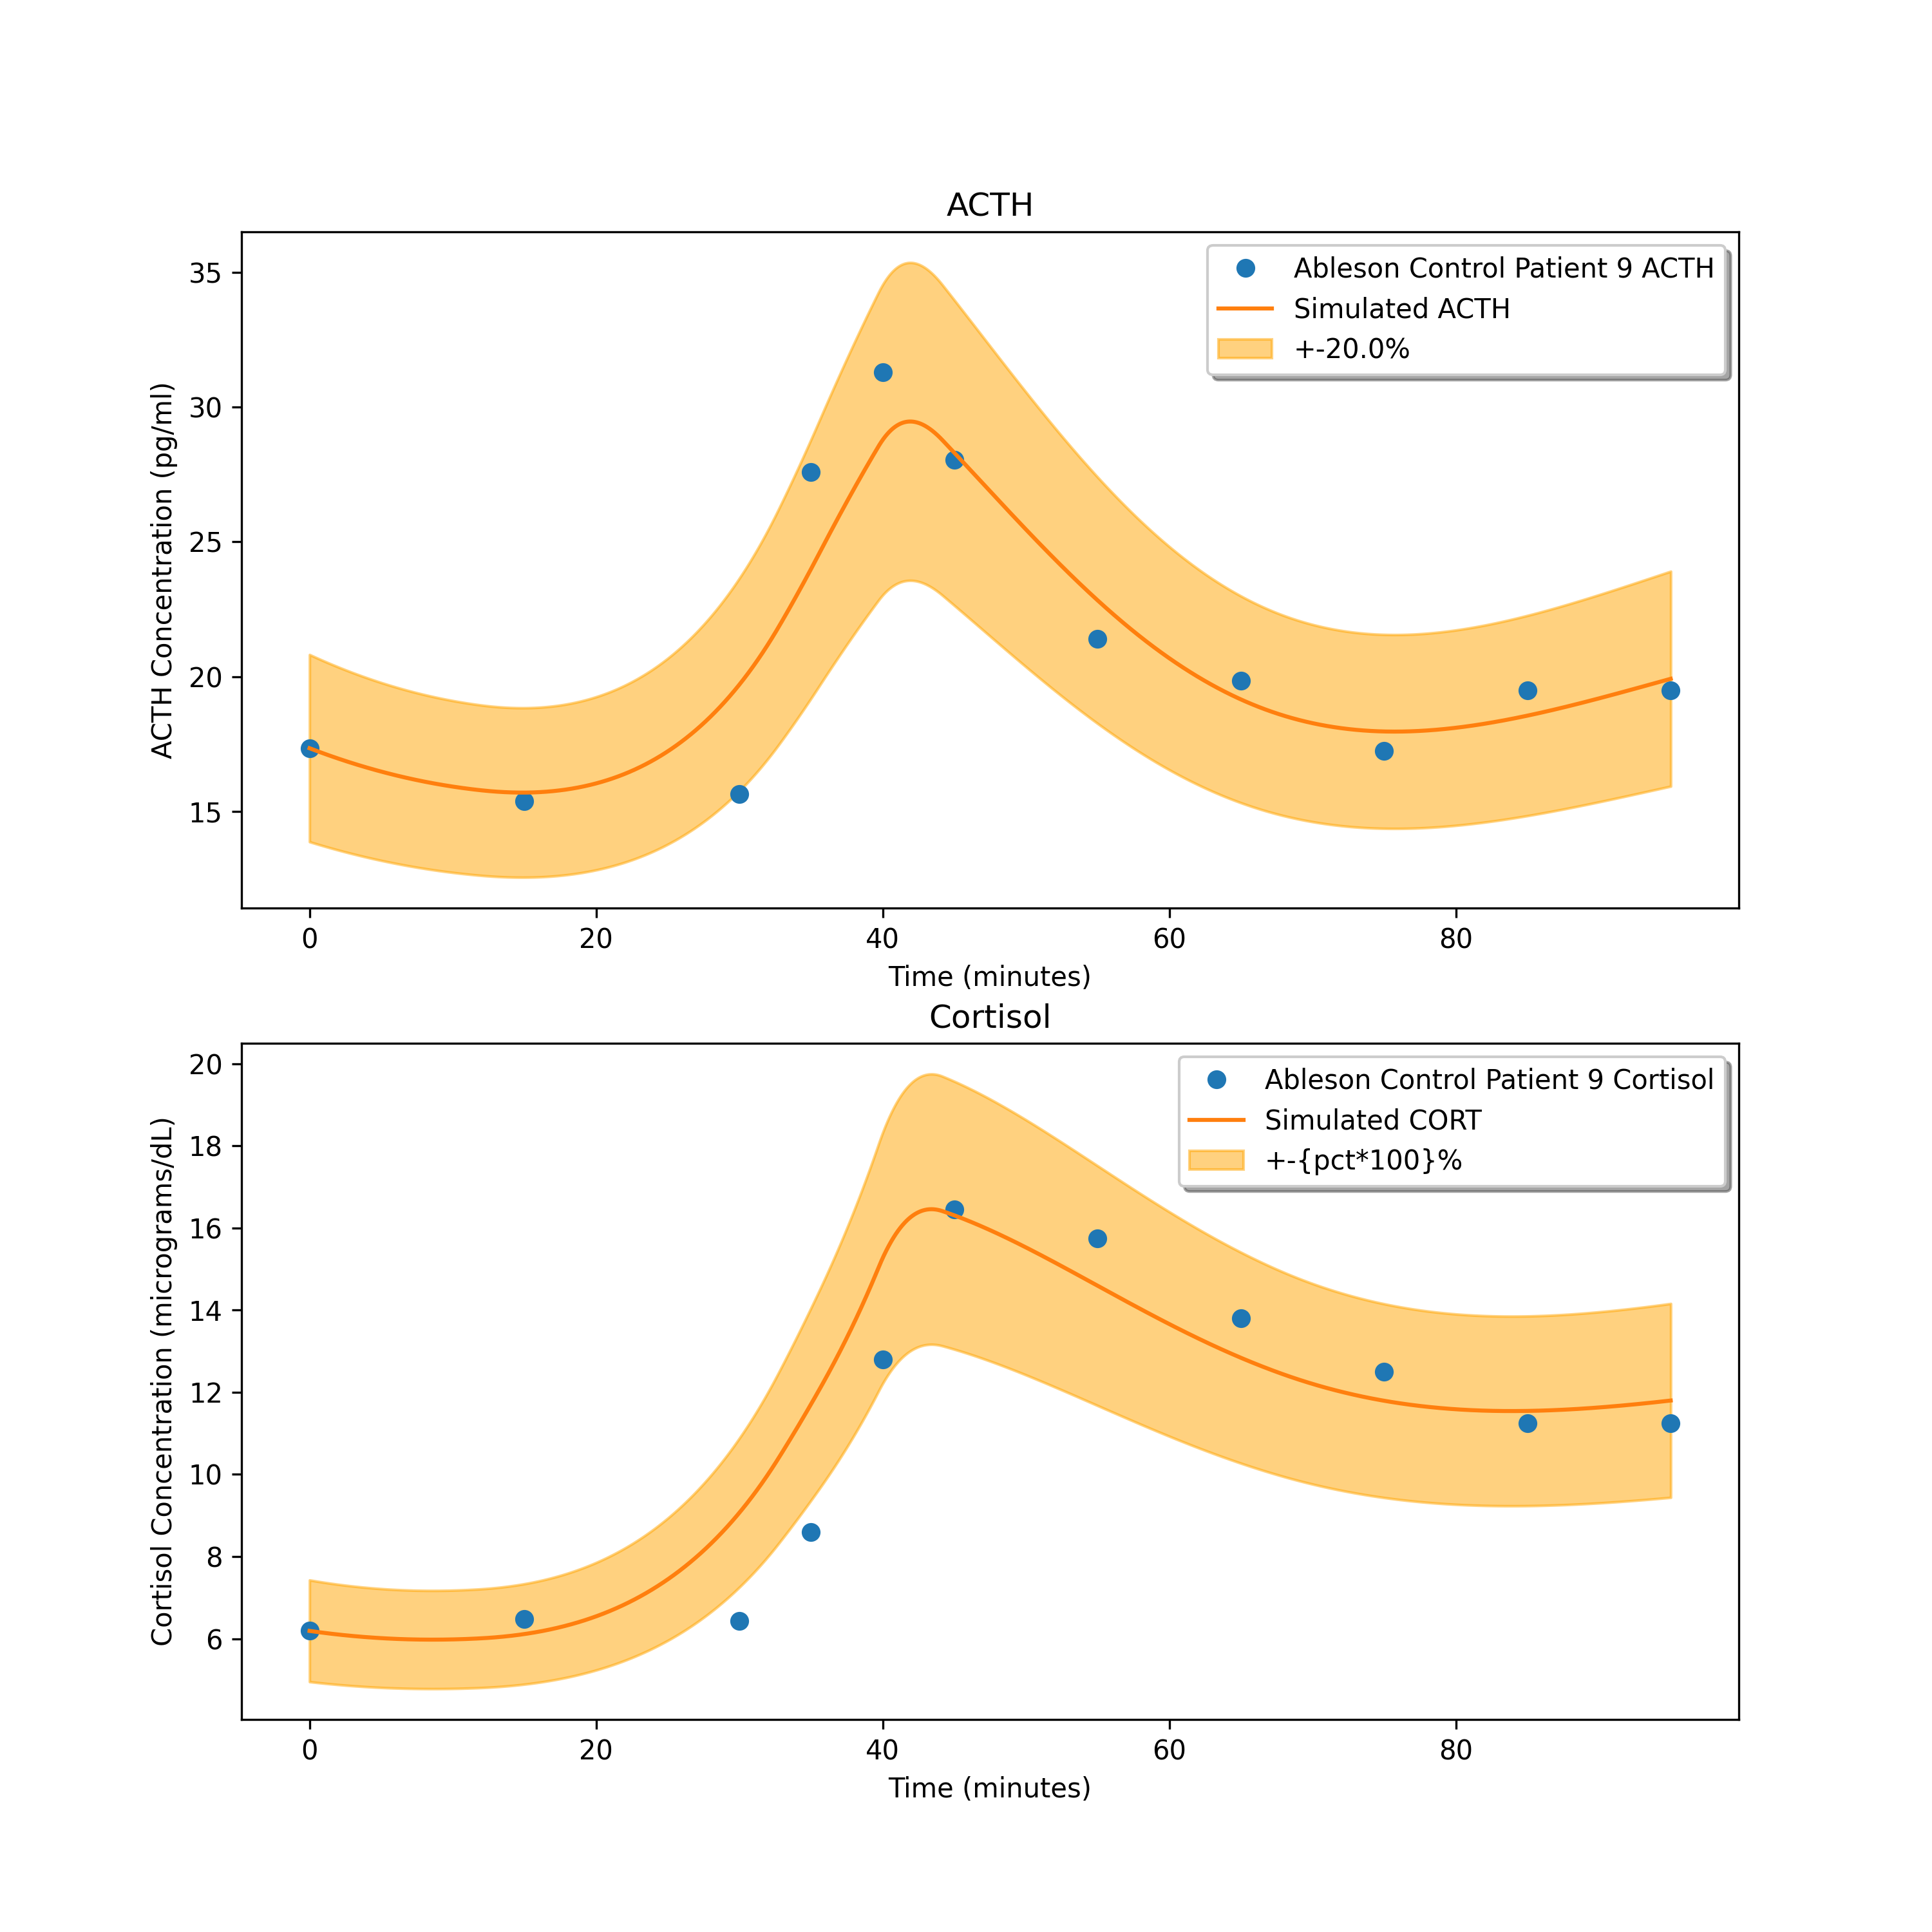 ACTH
ACTH Concentration (pg/ml)
35
30
25
20
15
Ableson Control Patient 9 ACTH
Simulated ACTH
+-20.0%
0 20 40 60 80
Time (minutes)
Cortisol
Cortisol Concentration (micrograms/dL)
20
18
16
14
12
10
8
6
Ableson Control Patient 9 Cortisol
Simulated CORT
+-{pct*100}%
0 20 40 60 80
Time (minutes)